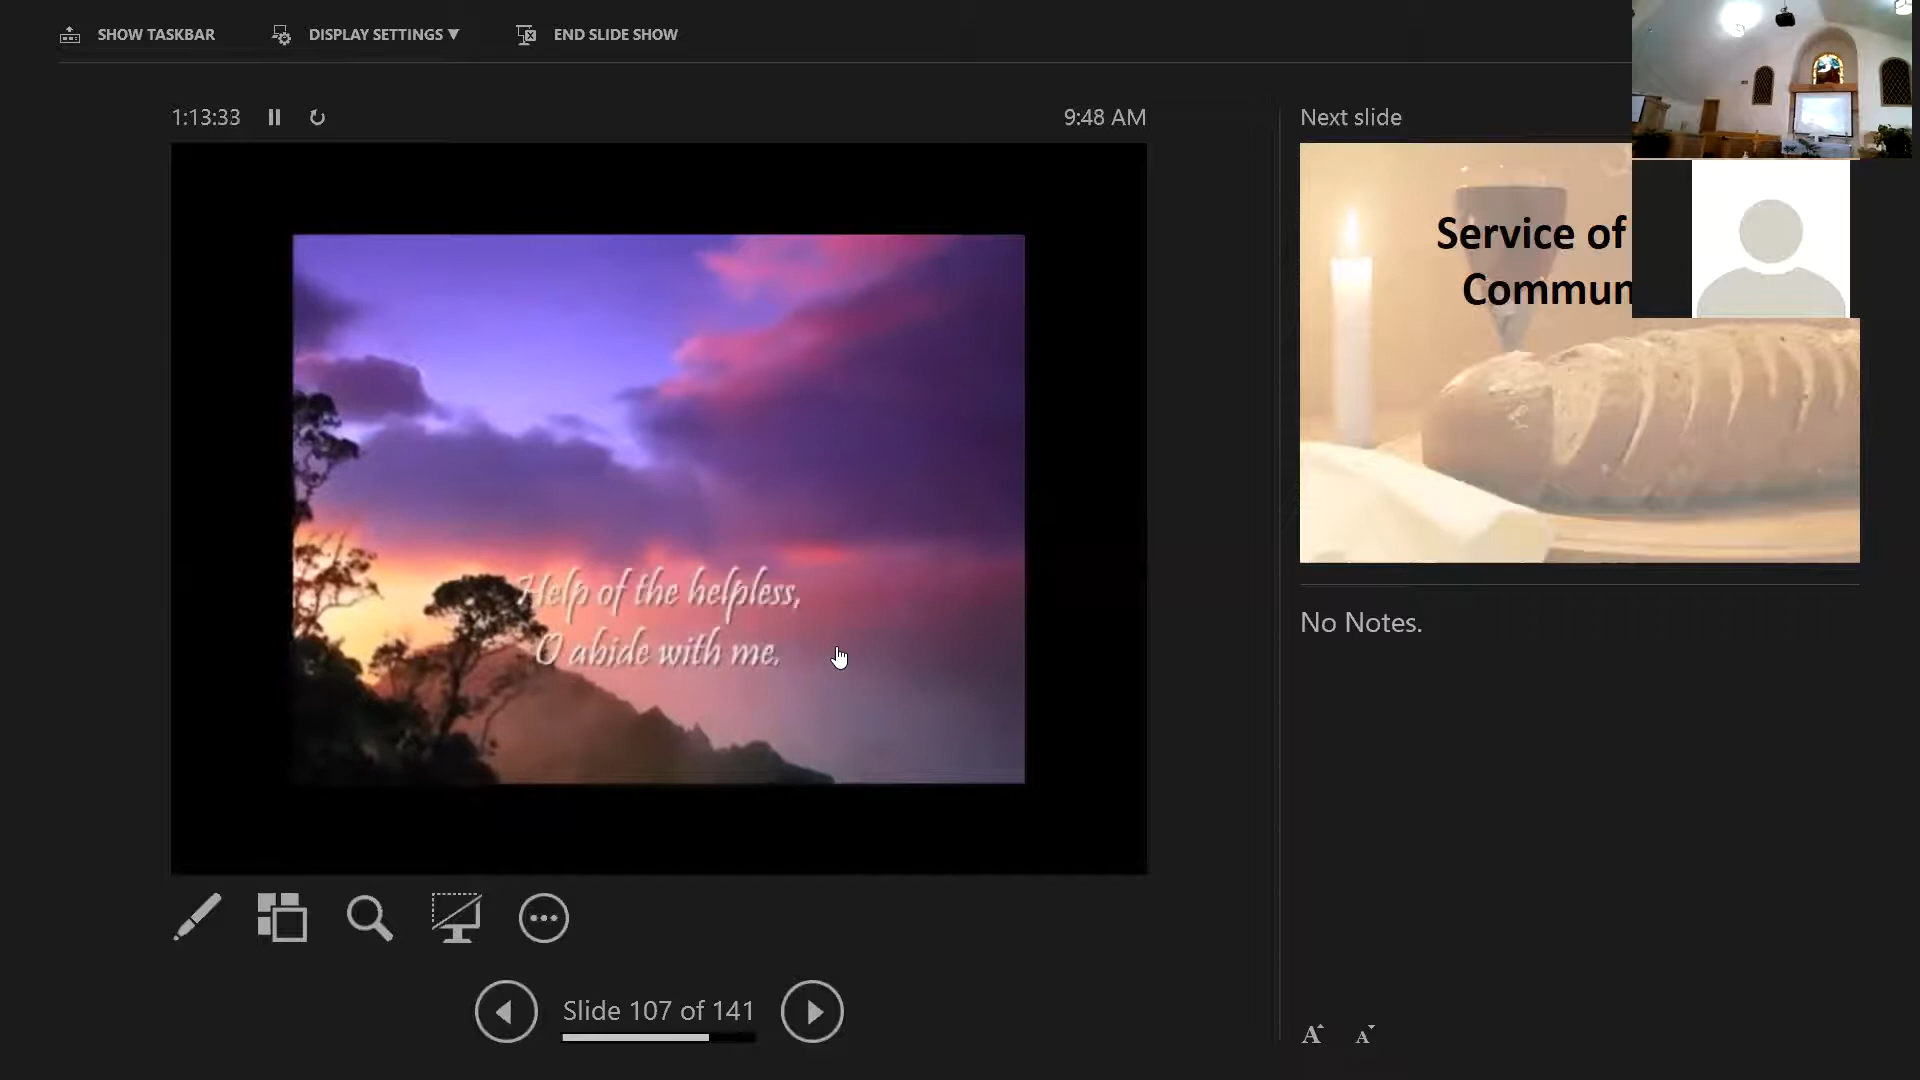 SHOW TASKBAR
DISPLAY SETTINGS ▼
END SLIDE SHOW
1:13:33
9:48 AM
Help of the helpless,
O abide with me.
Slide 107 of 141
Next slide
Service of
Commun
No Notes.
A
A